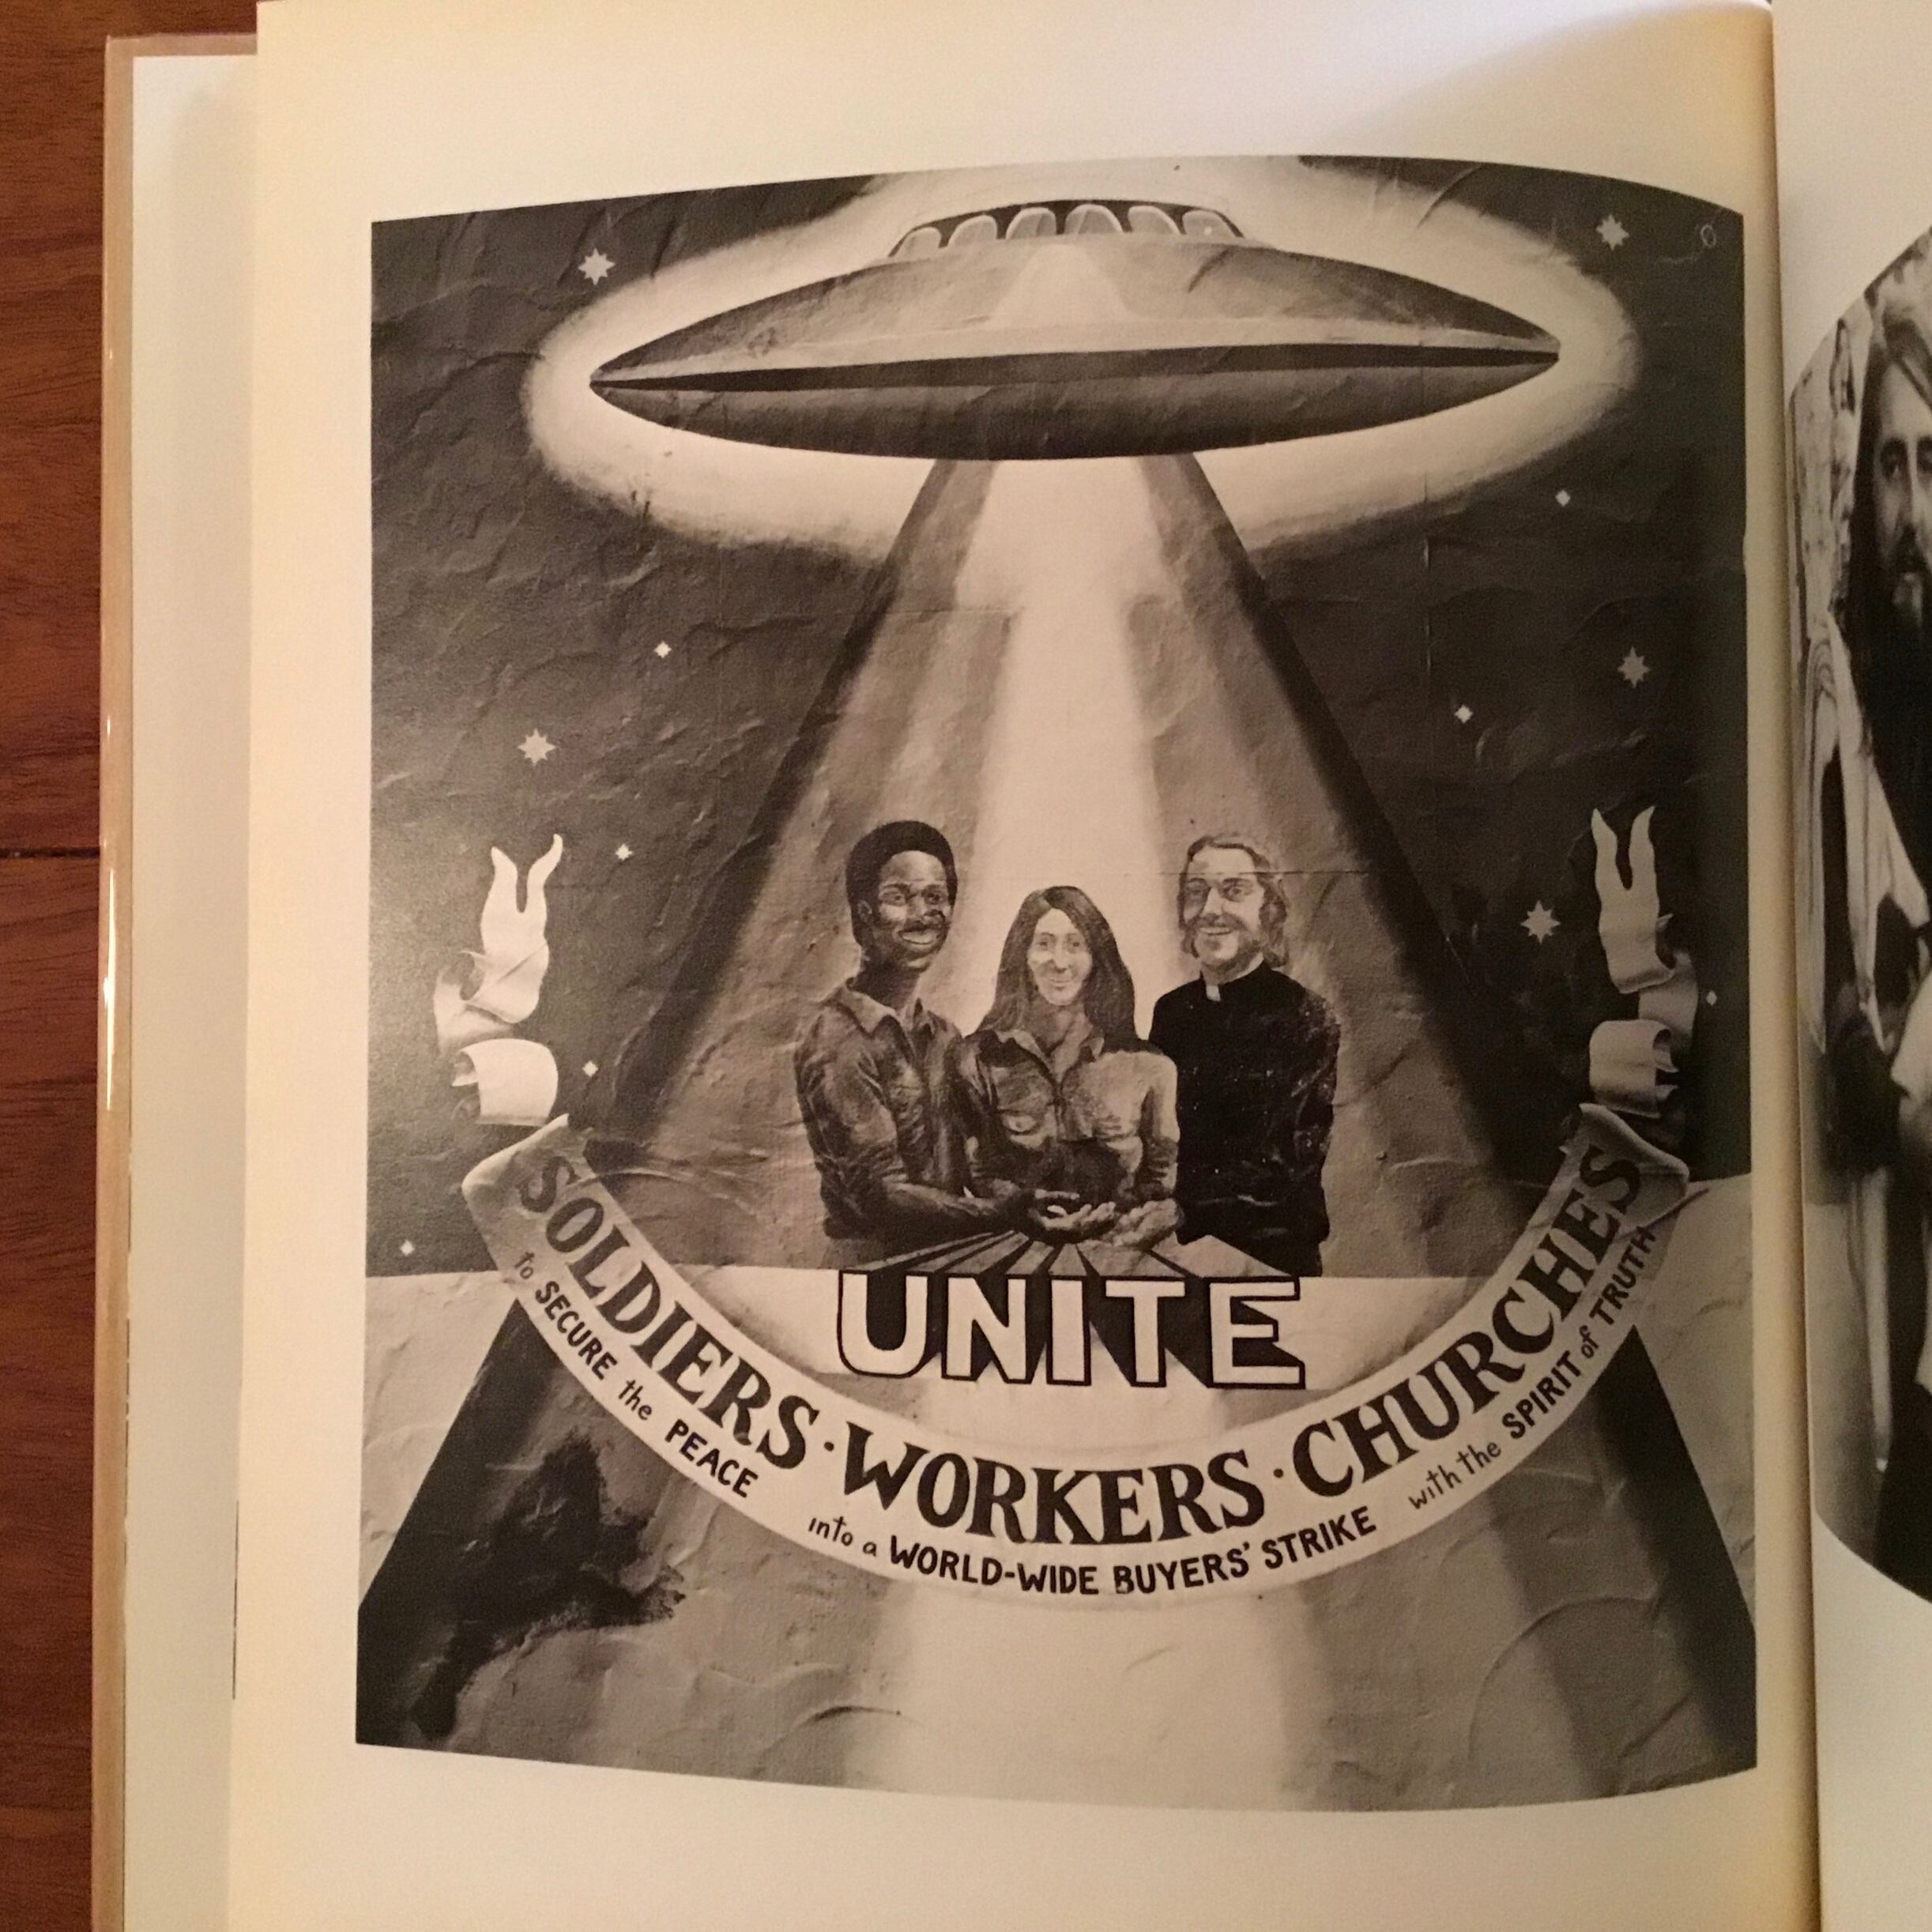 UNITE
SOLDIERS · WORKERS · CHURCHES
to SECURE the PEACE into a WORLD-WIDE BUYERS' STRIKE with the SPIRIT of TRUTH